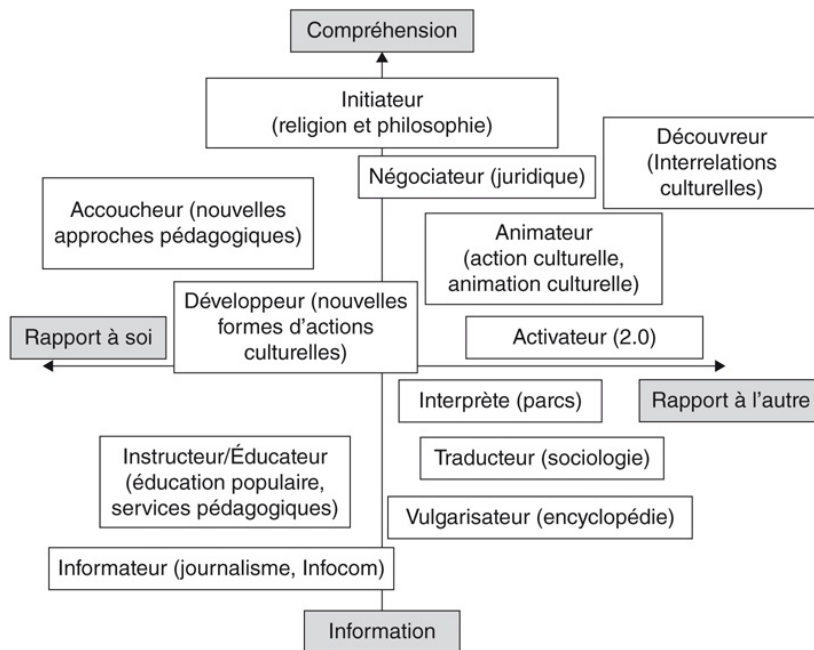 Compréhension
Initiateur
(religion et philosophie)
Découvreur
(Interrelations
culturelles)
Négociateur (juridique)
Accoucheur (nouvelles
approches pédagogiques)
Animateur
(action culturelle,
animation culturelle)
Développeur (nouvelles
formes d'actions
culturelles)
Rapport à soi
Activateur (2.0)
Interprète (parcs)
Rapport à l'autre
Instructeur/Éducateur
(éducation populaire,
services pédagogiques)
Traducteur (sociologie)
Vulgarisateur (encyclopédie)
Informateur (journalisme, Infocom)
Information